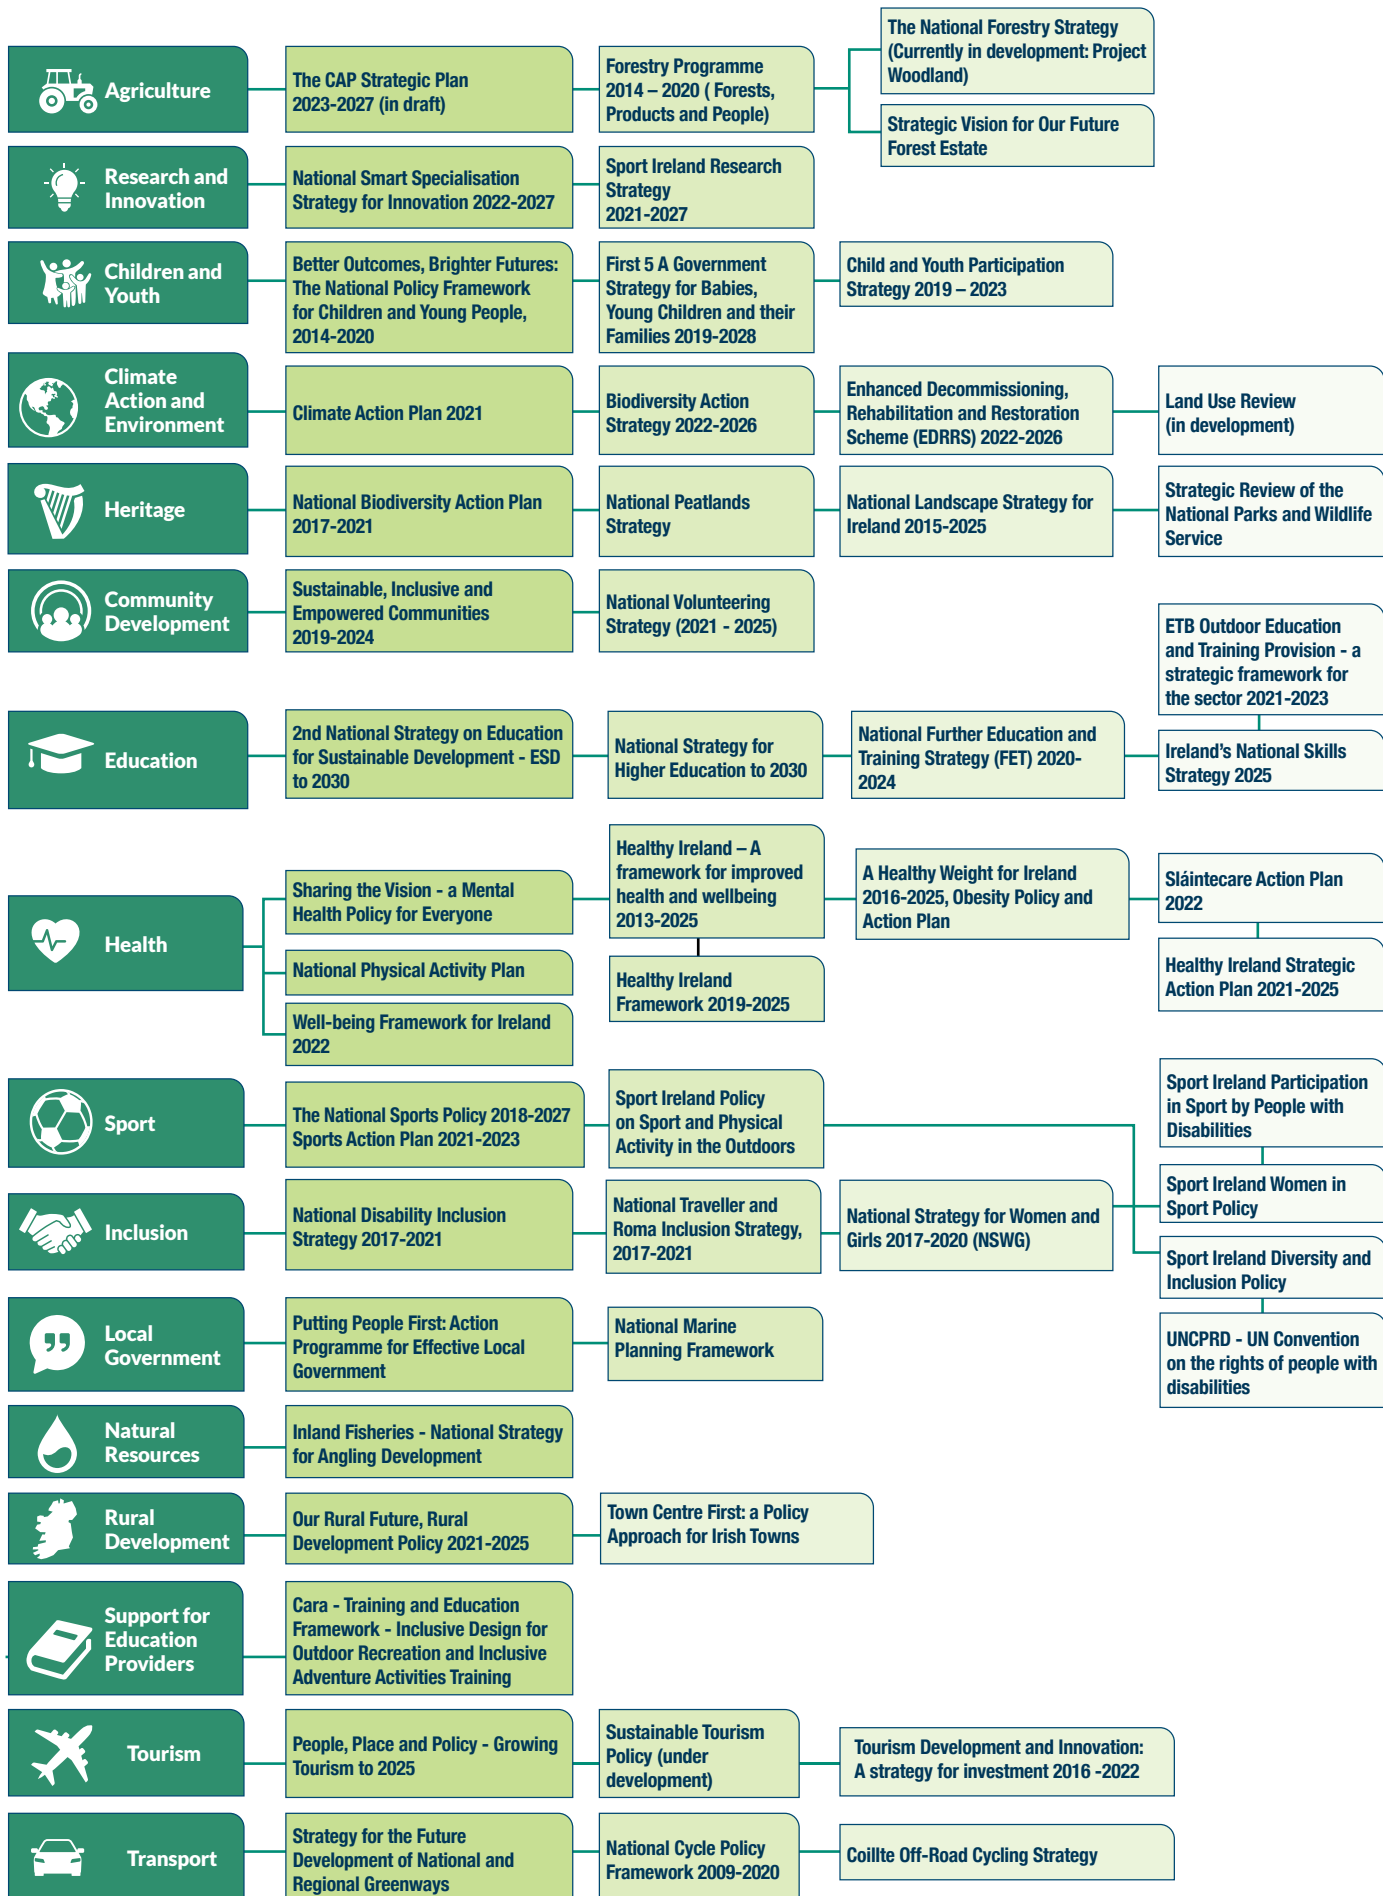 Agriculture
The CAP Strategic Plan
2023-2027 (in draft)
Forestry Programme
2014 – 2020 ( Forests,
Products and People)
The National Forestry Strategy
(Currently in development: Project
Woodland)
Strategic Vision for Our Future
Forest Estate
Research and
Innovation
National Smart Specialisation
Strategy for Innovation 2022-2027
Sport Ireland Research
Strategy
2021-2027
Children and
Youth
Better Outcomes, Brighter Futures:
The National Policy Framework
for Children and Young People,
2014-2020
First 5 A Government
Strategy for Babies,
Young Children and their
Families 2019-2028
Child and Youth Participation
Strategy 2019 – 2023
Climate
Action and
Environment
Climate Action Plan 2021
Biodiversity Action
Strategy 2022-2026
Enhanced Decommissioning,
Rehabilitation and Restoration
Scheme (EDRRS) 2022-2026
Land Use Review
(in development)
Heritage
National Biodiversity Action Plan
2017-2021
National Peatlands
Strategy
National Landscape Strategy for
Ireland 2015-2025
Strategic Review of the
National Parks and Wildlife
Service
Community
Development
Sustainable, Inclusive and
Empowered Communities
2019-2024
National Volunteering
Strategy (2021 - 2025)
Education
2nd National Strategy on Education
for Sustainable Development - ESD
to 2030
National Strategy for
Higher Education to 2030
National Further Education and
Training Strategy (FET) 2020-
2024
ETB Outdoor Education
and Training Provision - a
strategic framework for
the sector 2021-2023
Ireland’s National Skills
Strategy 2025
Health
Sharing the Vision - a Mental
Health Policy for Everyone
National Physical Activity Plan
Well-being Framework for Ireland
2022
Healthy Ireland – A
framework for improved
health and wellbeing
2013-2025
Healthy Ireland
Framework 2019-2025
A Healthy Weight for Ireland
2016-2025, Obesity Policy and
Action Plan
Sláintecare Action Plan
2022
Healthy Ireland Strategic
Action Plan 2021-2025
Sport
The National Sports Policy 2018-2027
Sports Action Plan 2021-2023
Sport Ireland Policy
on Sport and Physical
Activity in the Outdoors
Sport Ireland Participation
in Sport by People with
Disabilities
Sport Ireland Women in
Sport Policy
Sport Ireland Diversity and
Inclusion Policy
UNCPRD - UN Convention
on the rights of people with
disabilities
Inclusion
National Disability Inclusion
Strategy 2017-2021
National Traveller and
Roma Inclusion Strategy,
2017-2021
National Strategy for Women and
Girls 2017-2020 (NSWG)
Local
Government
Putting People First: Action
Programme for Effective Local
Government
National Marine
Planning Framework
Natural
Resources
Inland Fisheries - National Strategy
for Angling Development
Rural
Development
Our Rural Future, Rural
Development Policy 2021-2025
Town Centre First: a Policy
Approach for Irish Towns
Support for
Education
Providers
Cara - Training and Education
Framework - Inclusive Design for
Outdoor Recreation and Inclusive
Adventure Activities Training
Tourism
People, Place and Policy - Growing
Tourism to 2025
Sustainable Tourism
Policy (under
development)
Tourism Development and Innovation:
A strategy for investment 2016 -2022
Transport
Strategy for the Future
Development of National and
Regional Greenways
National Cycle Policy
Framework 2009-2020
Coillte Off-Road Cycling Strategy